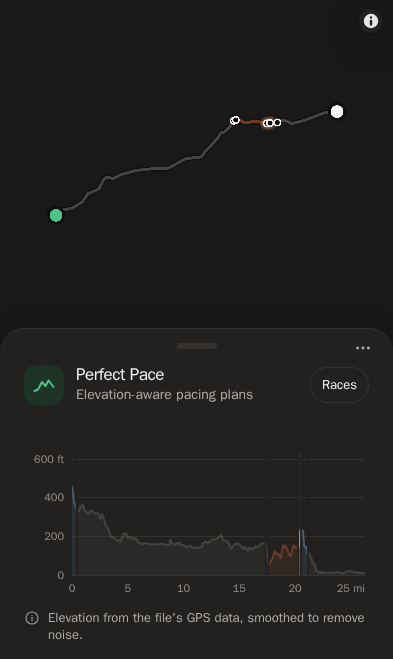 Perfect Pace
Elevation-aware pacing plans
Races
600 ft
400
200
0
0 5 10 15 20 25 mi
Elevation from the file's GPS data, smoothed to remove
noise.